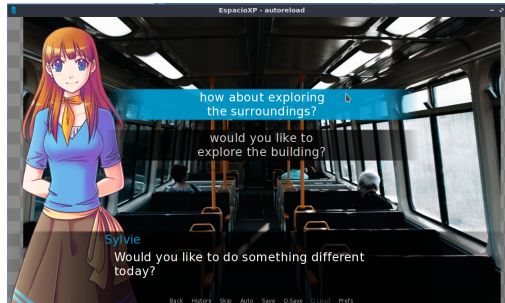 EspacioXP - autoreload
how about exploring
the surroundings?
would you like to
explore the building?
Sylvie
Would you like to do something different
today?
Back History Skip Auto Save Q.Save Q.Load Prefs